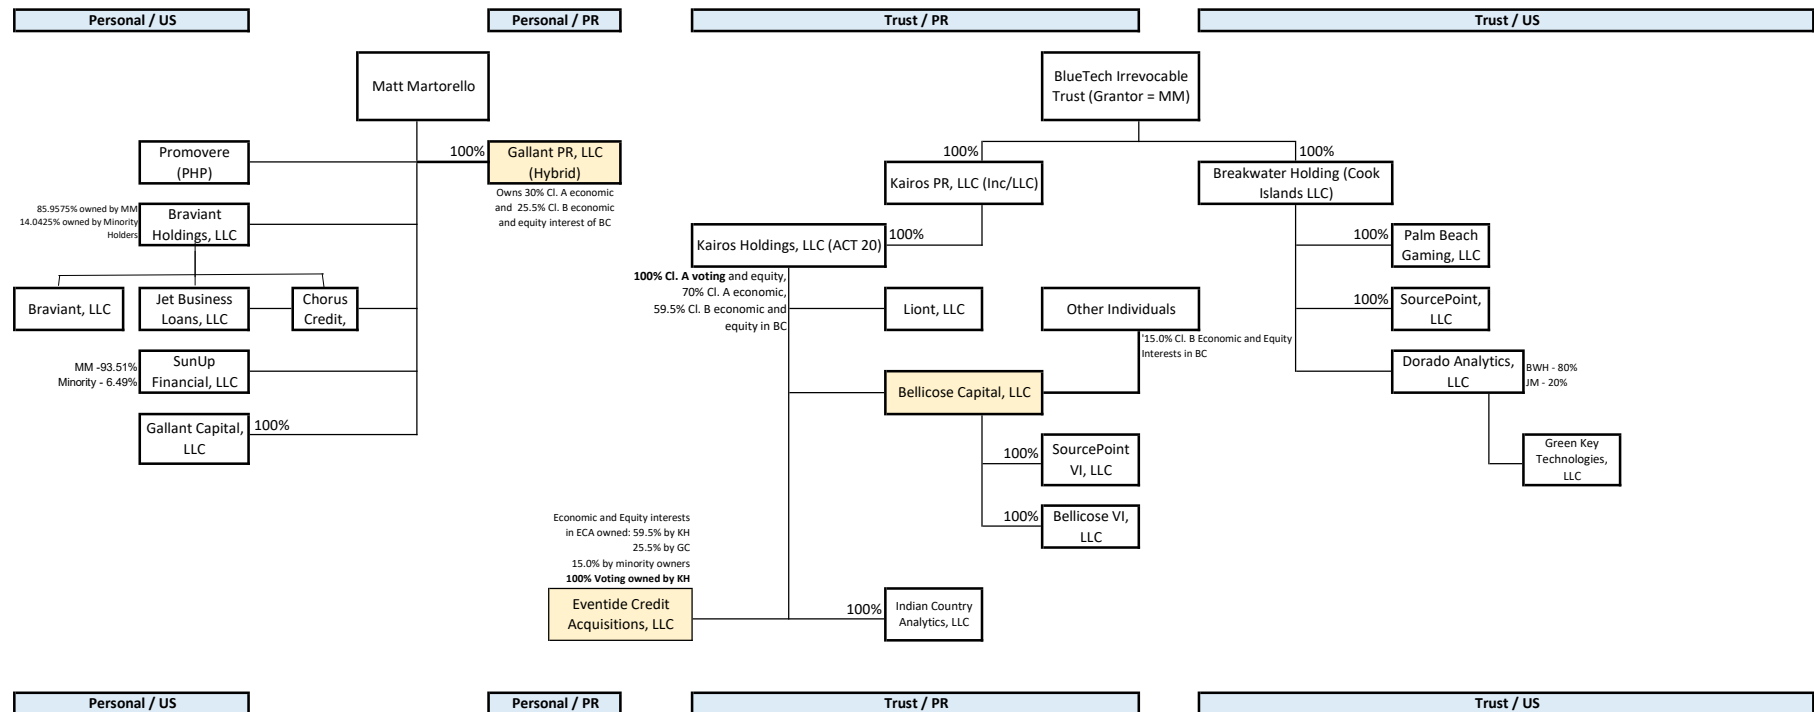 Personal / US
Personal / PR
Trust / PR
Trust / US
Matt Martorello
BlueTech Irrevocable
Trust (Grantor = MM)
Promovere
(PHP)
100%
Gallant PR, LLC
(Hybrid)
Owns 30% Cl. A economic
and  25.5% Cl. B economic
and equity interest of BC
100%
Kairos PR, LLC (Inc/LLC)
100%
Breakwater Holding (Cook
Islands LLC)
85.9575% owned by MM
14.0425% owned by Minority
Holders
Braviant
Holdings, LLC
Kairos Holdings, LLC (ACT 20)
100%
100% Cl. A voting and equity,
70% Cl. A economic,
59.5% Cl. B economic and
equity in BC
100%
Palm Beach
Gaming, LLC
Braviant, LLC
Jet Business
Loans, LLC
Chorus
Credit,
Liont, LLC
Other Individuals
'15.0% Cl. B Economic and Equity
Interests in BC
100%
SourcePoint,
LLC
MM -93.51%
Minority - 6.49%
SunUp
Financial, LLC
Bellicose Capital, LLC
Dorado Analytics,
LLC
BWH - 80%
JM - 20%
Gallant Capital,
LLC
100%
100%
SourcePoint
VI, LLC
Green Key
Technologies,
LLC
100%
Bellicose VI,
LLC
Economic and Equity interests
in ECA owned: 59.5% by KH
25.5% by GC
15.0% by minority owners
100% Voting owned by KH
Eventide Credit
Acquisitions, LLC
100%
Indian Country
Analytics, LLC
Personal / US
Personal / PR
Trust / PR
Trust / US